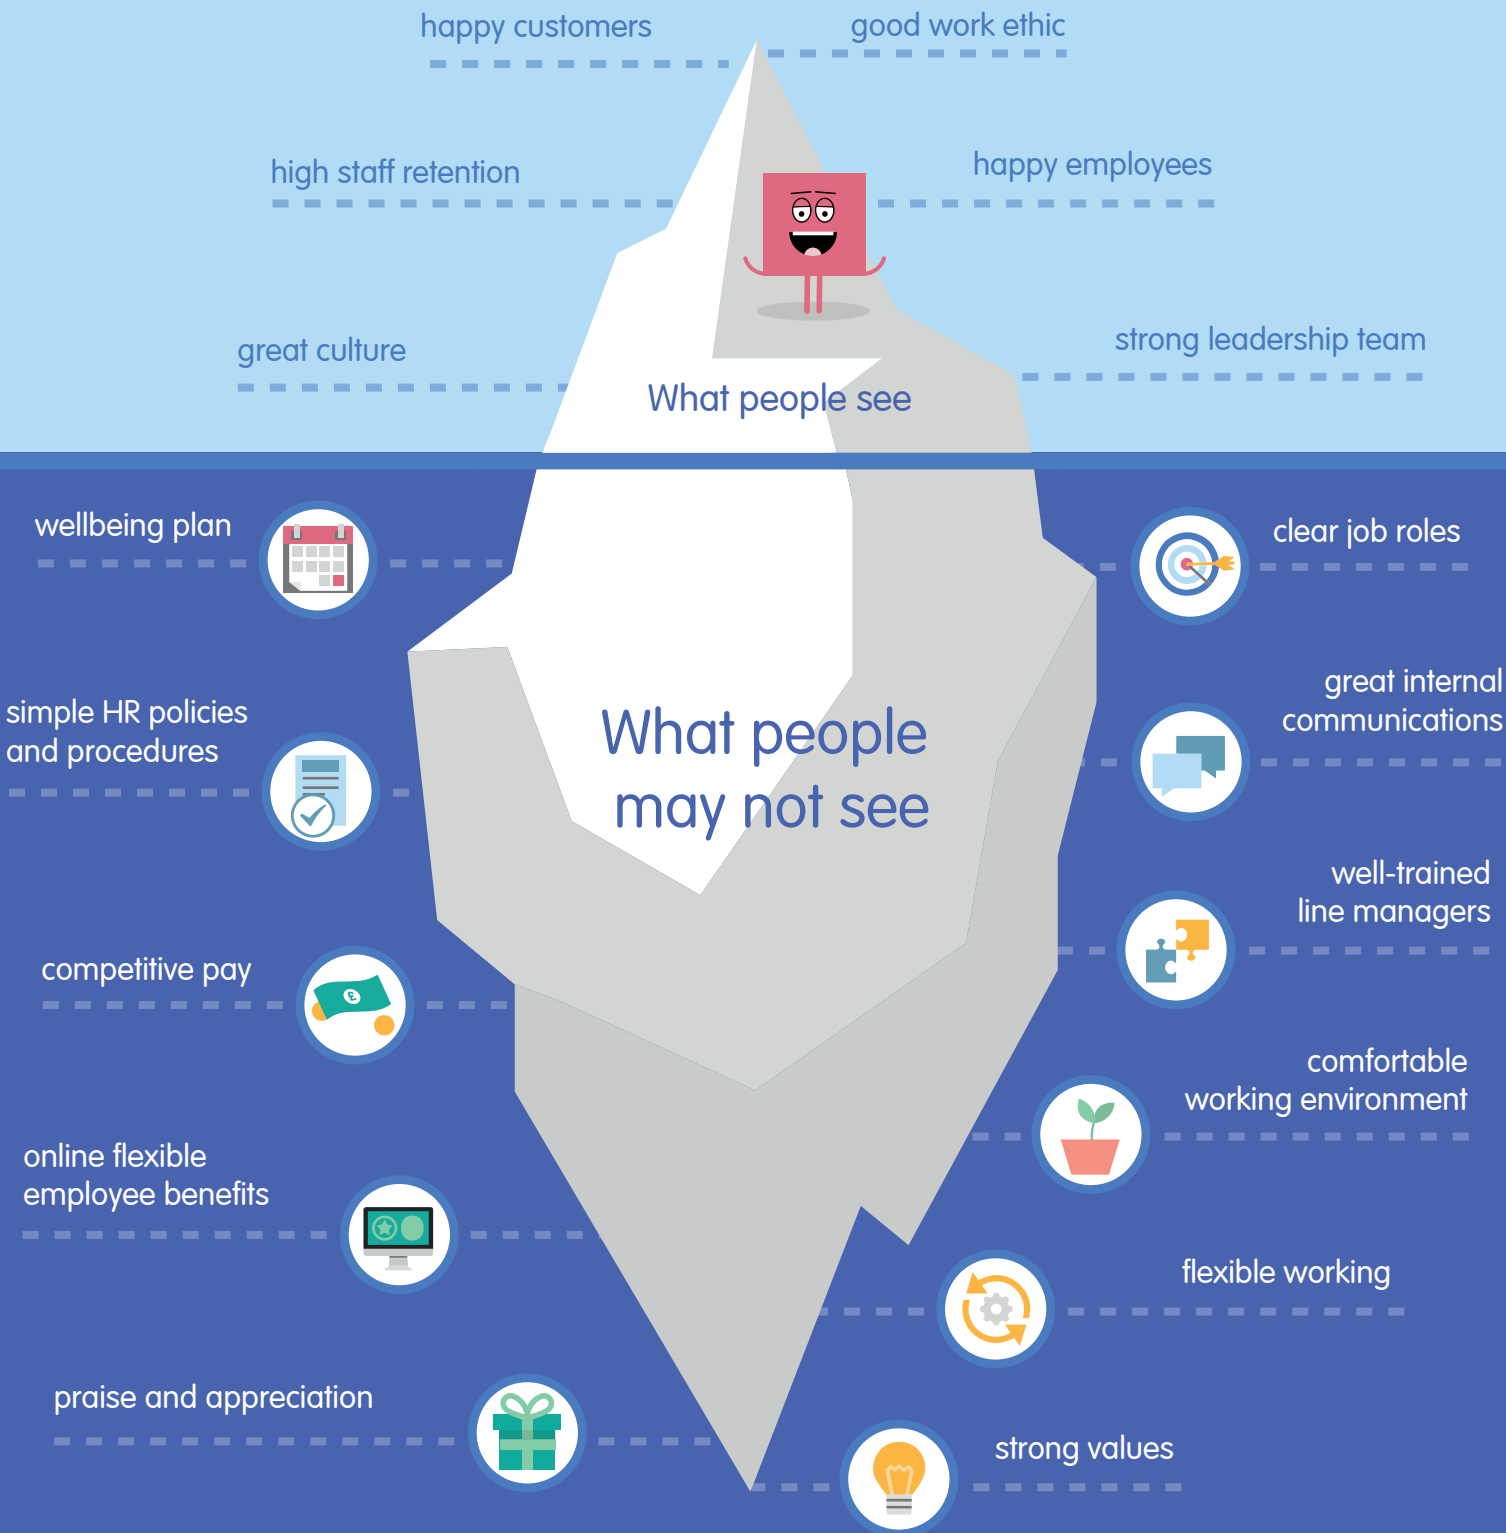 happy customers
good work ethic
high staff retention
happy employees
great culture
strong leadership team
What people see
wellbeing plan
clear job roles
simple HR policies
and procedures
great internal
communications
What people
may not see
well-trained
line managers
competitive pay
£
comfortable
working environment
online flexible
employee benefits
flexible working
praise and appreciation
strong values